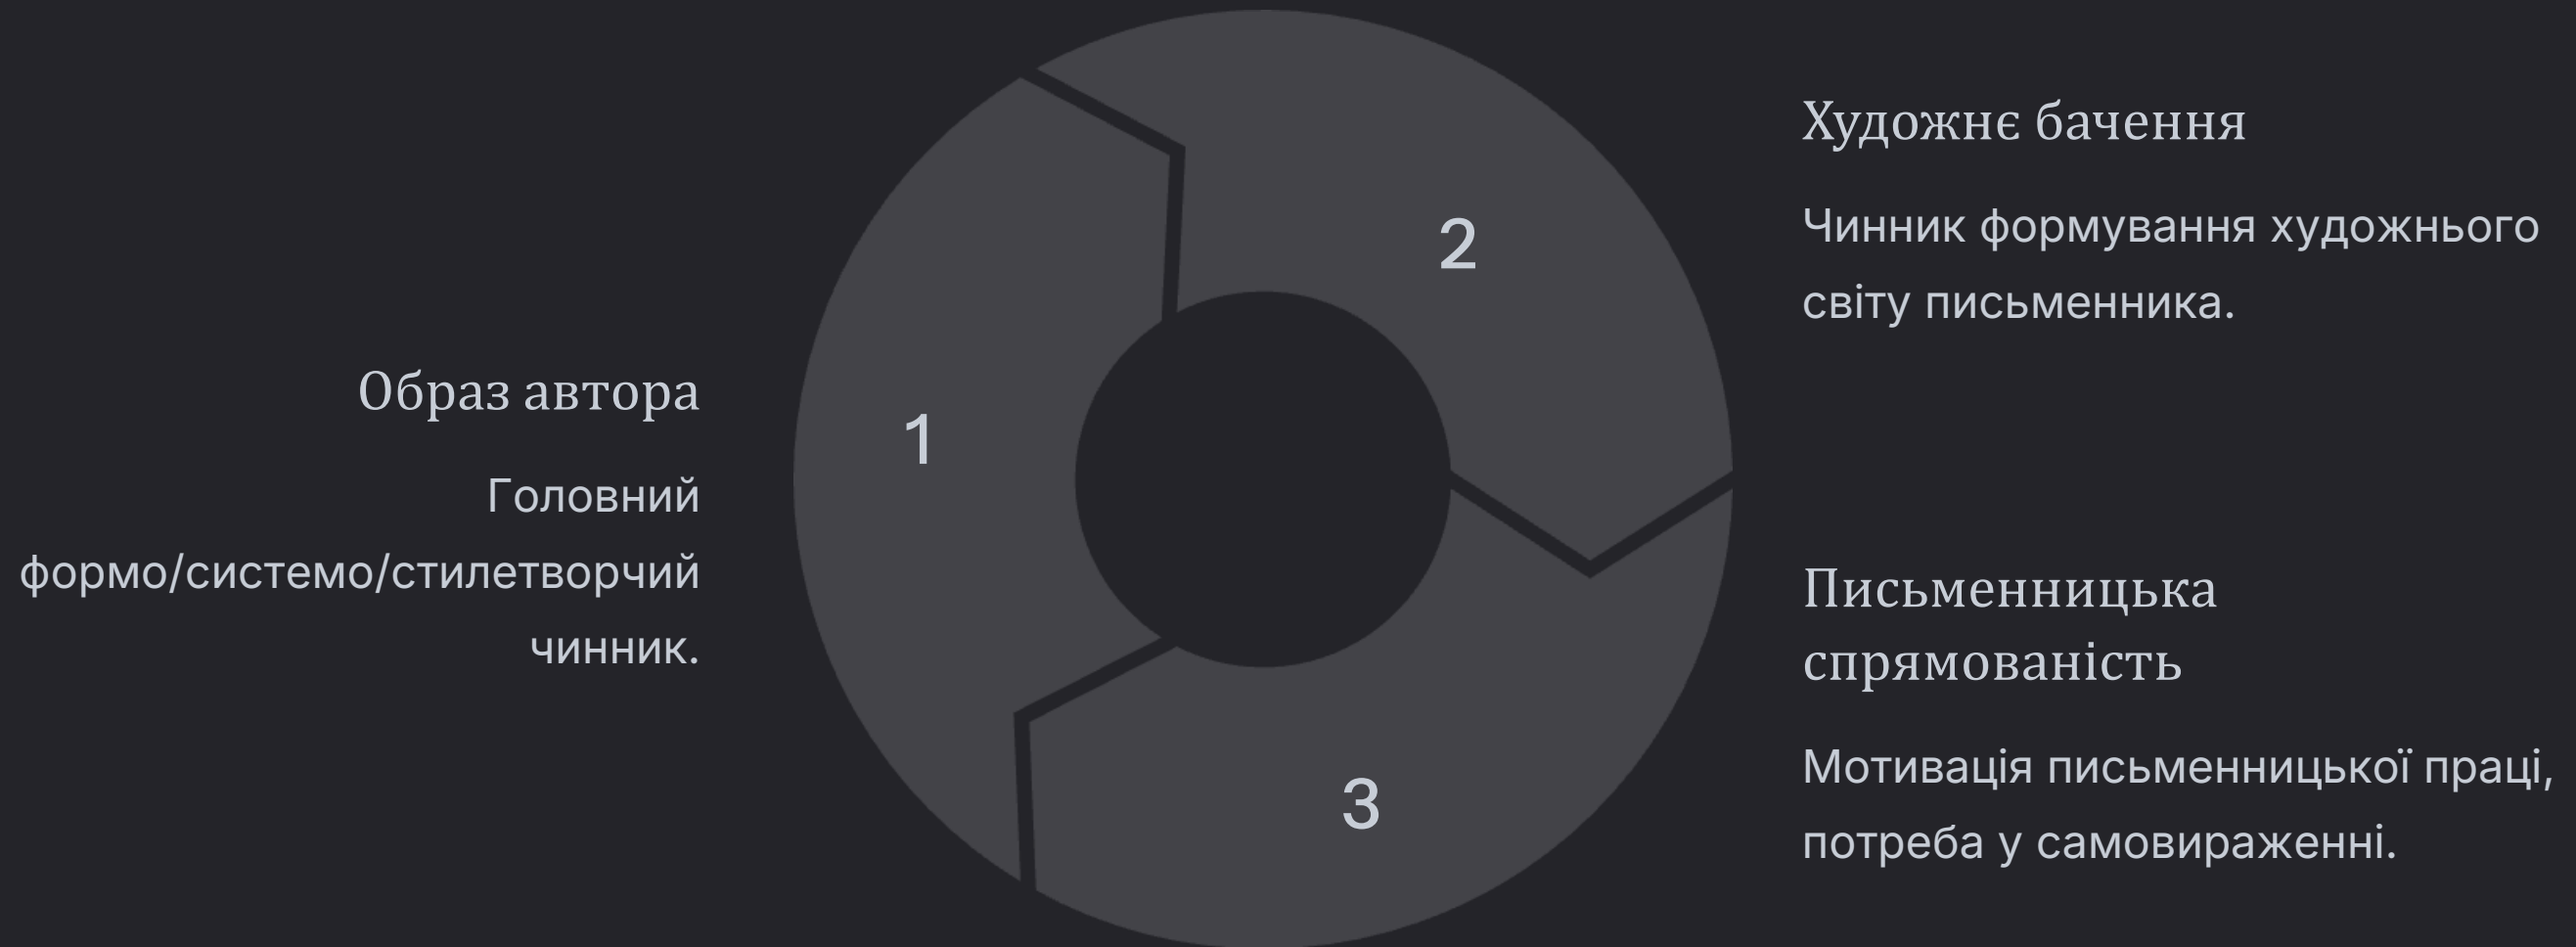 Образ автора
Головний
формо/системо/стилетворчий
чинник.
1
2
3
Художнє бачення
Чинник формування художнього
світу письменника.
Письменницька
спрямованість
Мотивація письменницької праці,
потреба у самовираженні.